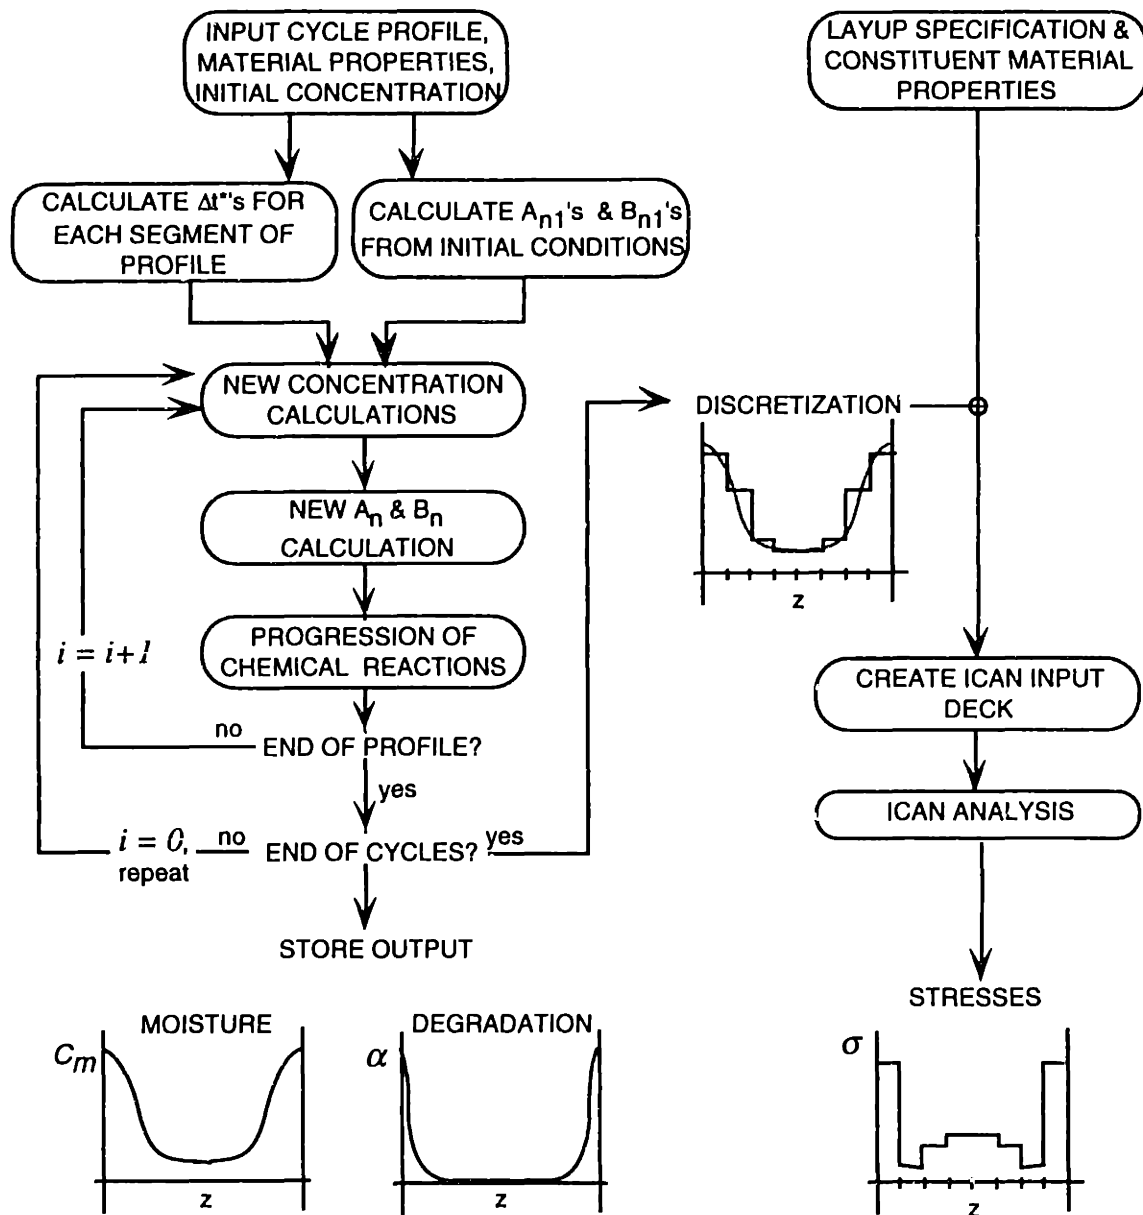 INPUT CYCLE PROFILE,
MATERIAL PROPERTIES,
INITIAL CONCENTRATION
LAYUP SPECIFICATION &
CONSTITUENT MATERIAL
PROPERTIES
CALCULATE Δt*'s FOR
EACH SEGMENT OF
PROFILE
CALCULATE An1's & Bn1's
FROM INITIAL CONDITIONS
NEW CONCENTRATION
CALCULATIONS
DISCRETIZATION
z
NEW An & Bn
CALCULATION
PROGRESSION OF
CHEMICAL REACTIONS
i = i+1
no
END OF PROFILE?
yes
i = 0,
repeat
no
END OF CYCLES?
yes
STORE OUTPUT
CREATE ICAN INPUT
DECK
ICAN ANALYSIS
STRESSES
MOISTURE
Cm
z
DEGRADATION
α
z
σ
z